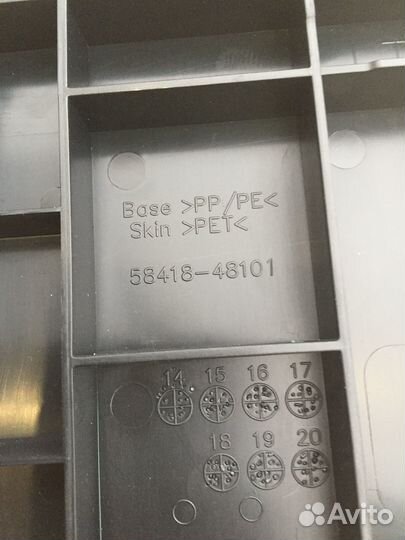 Base >PP/PE<
Skin >PET<
58418-48101
14 15 16 17
18 19 20
Avito